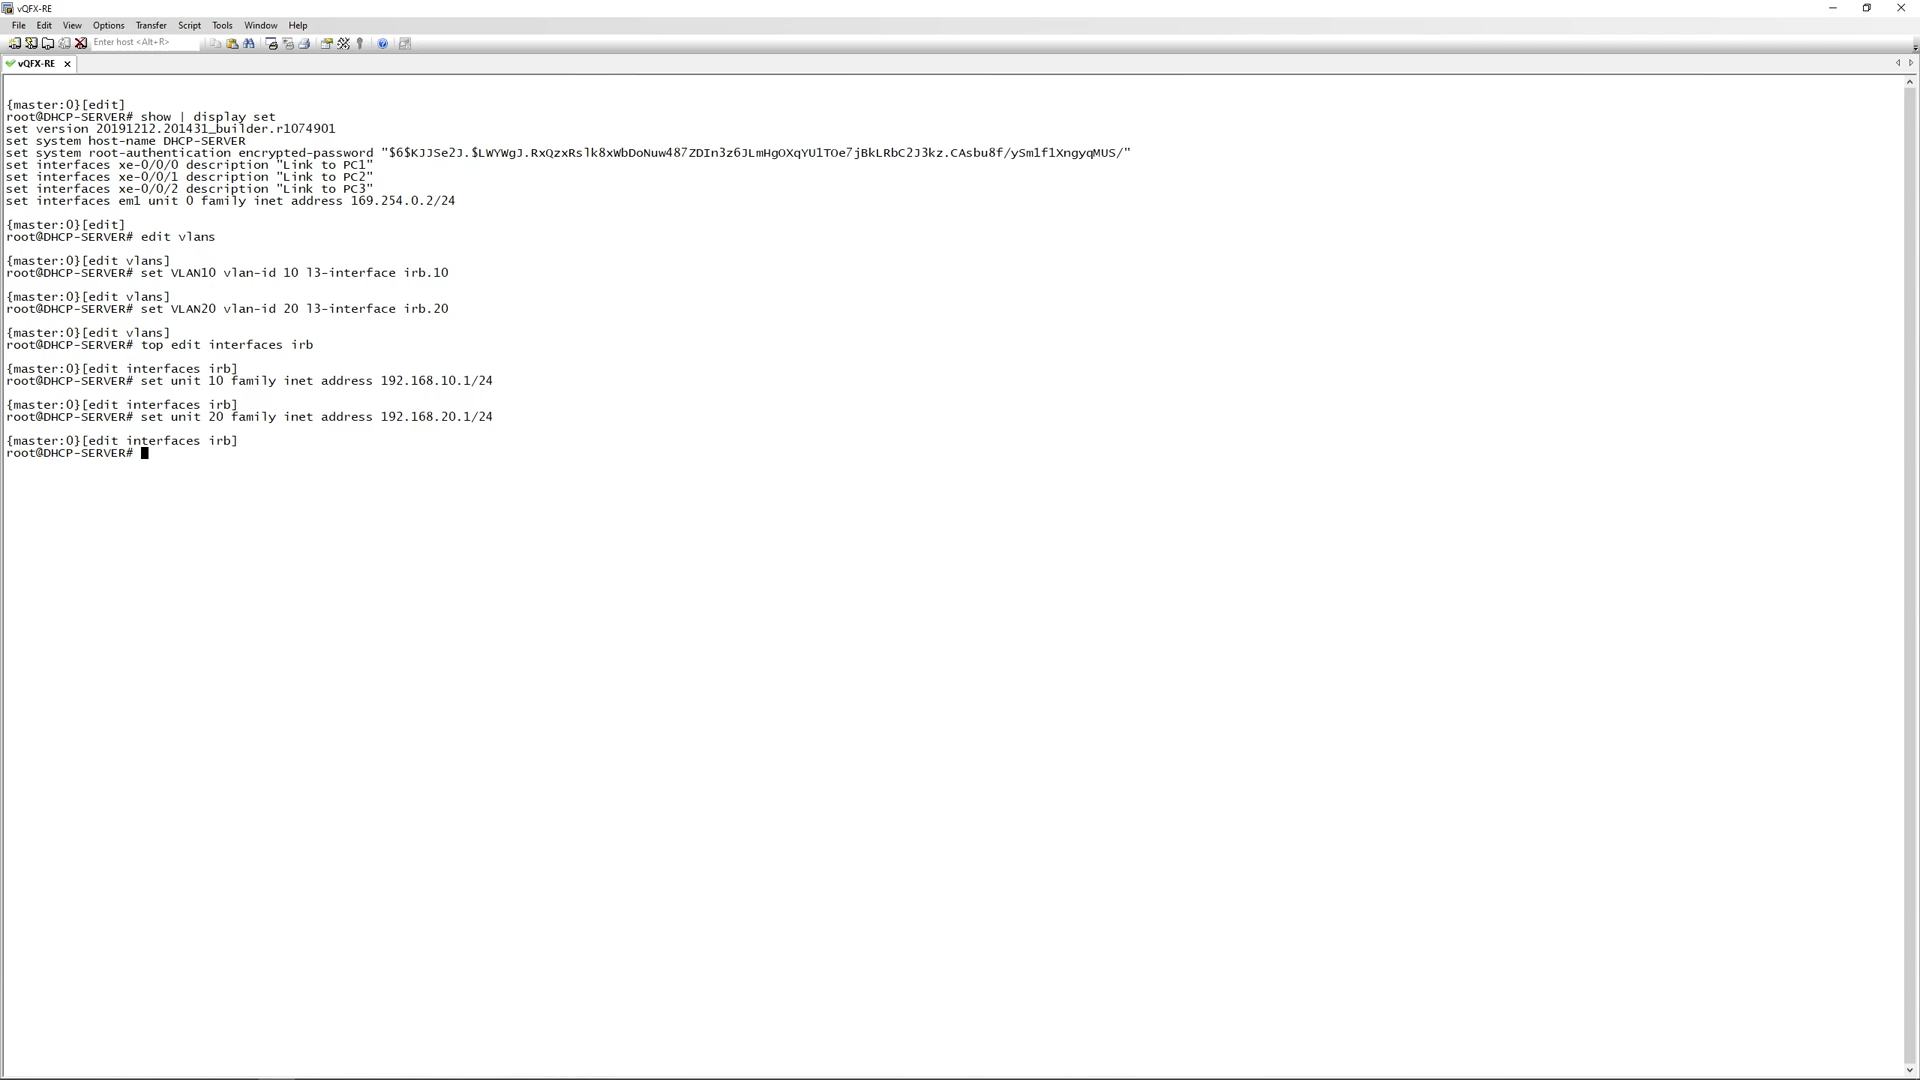 vQFX-RE
File Edit View Options Transfer Script Tools Window Help
Enter host <Alt+R>
vQFX-RE
{master:0}[edit]
root@DHCP-SERVER# show | display set
set version 20191212.201431_builder.r1074901
set system host-name DHCP-SERVER
set system root-authentication encrypted-password "$6$KJJSe2J.$LWYWgJ.RxQzxRslk8xWbDoNuw487ZDIn3z6JLmHgOXqYU1TOe7jBkLRbC2J3kz.CAsbu8f/ySm1f1XngyqMUS/"
set interfaces xe-0/0/0 description "Link to PC1"
set interfaces xe-0/0/1 description "Link to PC2"
set interfaces xe-0/0/2 description "Link to PC3"
set interfaces em1 unit 0 family inet address 169.254.0.2/24
{master:0}[edit]
root@DHCP-SERVER# edit vlans
{master:0}[edit vlans]
root@DHCP-SERVER# set VLAN10 vlan-id 10 l3-interface irb.10
{master:0}[edit vlans]
root@DHCP-SERVER# set VLAN20 vlan-id 20 l3-interface irb.20
{master:0}[edit vlans]
root@DHCP-SERVER# top edit interfaces irb
{master:0}[edit interfaces irb]
root@DHCP-SERVER# set unit 10 family inet address 192.168.10.1/24
{master:0}[edit interfaces irb]
root@DHCP-SERVER# set unit 20 family inet address 192.168.20.1/24
{master:0}[edit interfaces irb]
root@DHCP-SERVER#